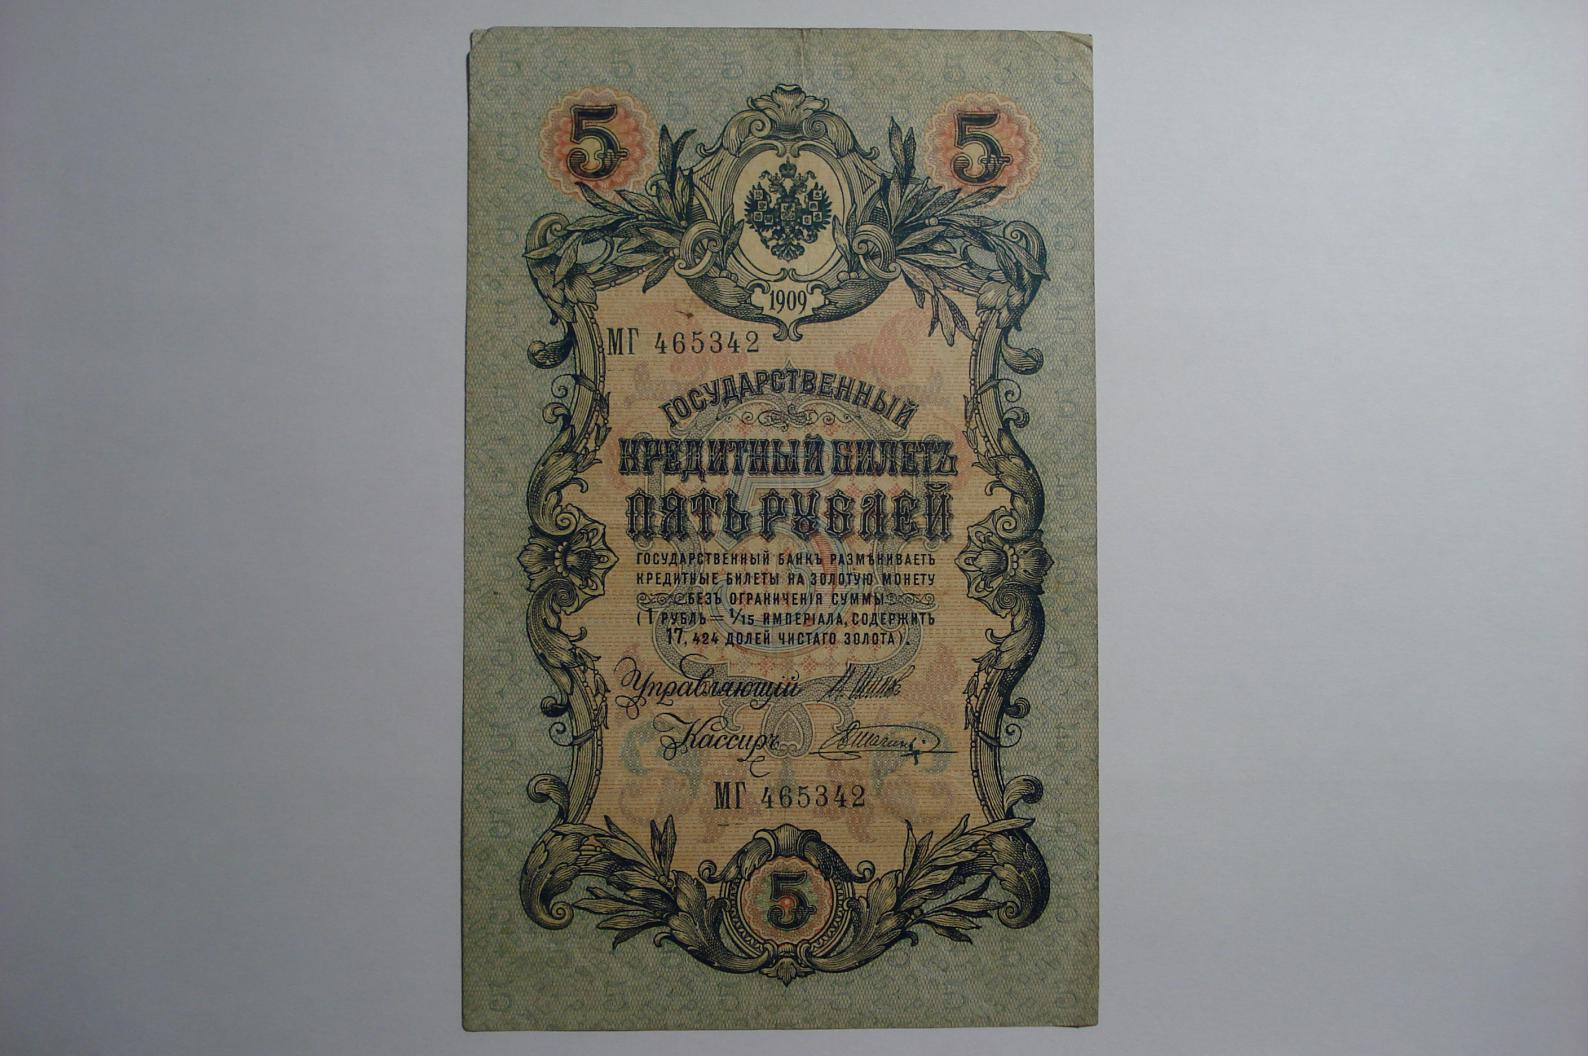 5 5
1909
МГ 465342
ГОСУДАРСТВЕННЫЙ
КРЕДИТНЫЙ БИЛЕТЪ
ПЯТЬ РУБЛЕЙ
ГОСУДАРСТВЕННЫЙ БАНКЪ РАЗМѢНИВАЕТЪ
КРЕДИТНЫЕ БИЛЕТЫ НА ЗОЛОТУЮ МОНЕТУ
БЕЗЪ ОГРАНИЧЕНІЯ СУММЫ
(1 РУБЛЬ = 1/15 ИМПЕРІАЛА, СОДЕРЖИТЪ
17,424 ДОЛЕЙ ЧИСТАГО ЗОЛОТА).
Управляющій
Кассиръ
МГ 465342
5